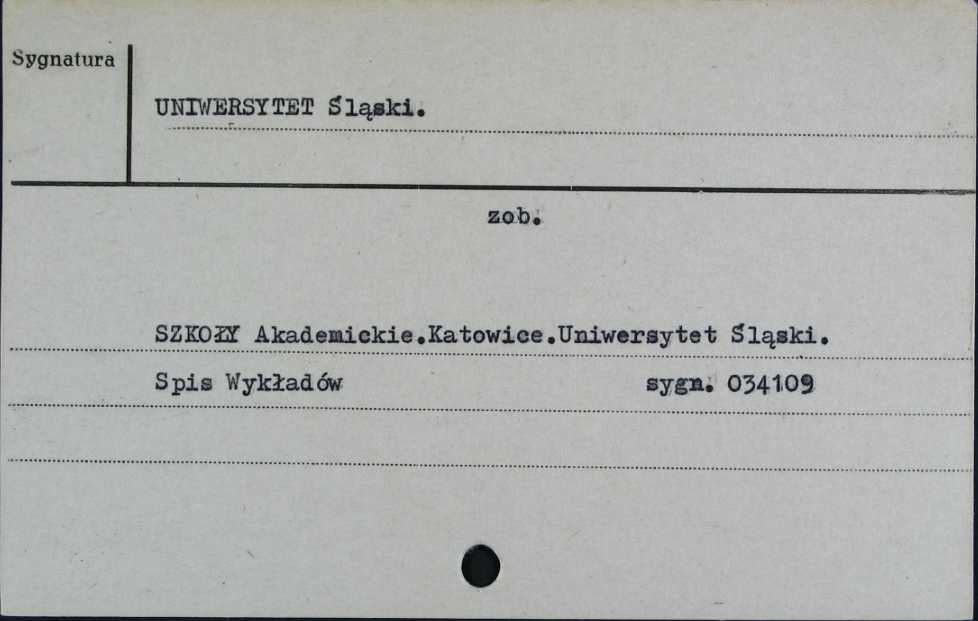 Sygnatura
UNIWERSYTET Śląski.
zob.
SZKOŁY Akademickie.Katowice.Uniwersytet Śląski.
Spis Wykładów sygn. 034109